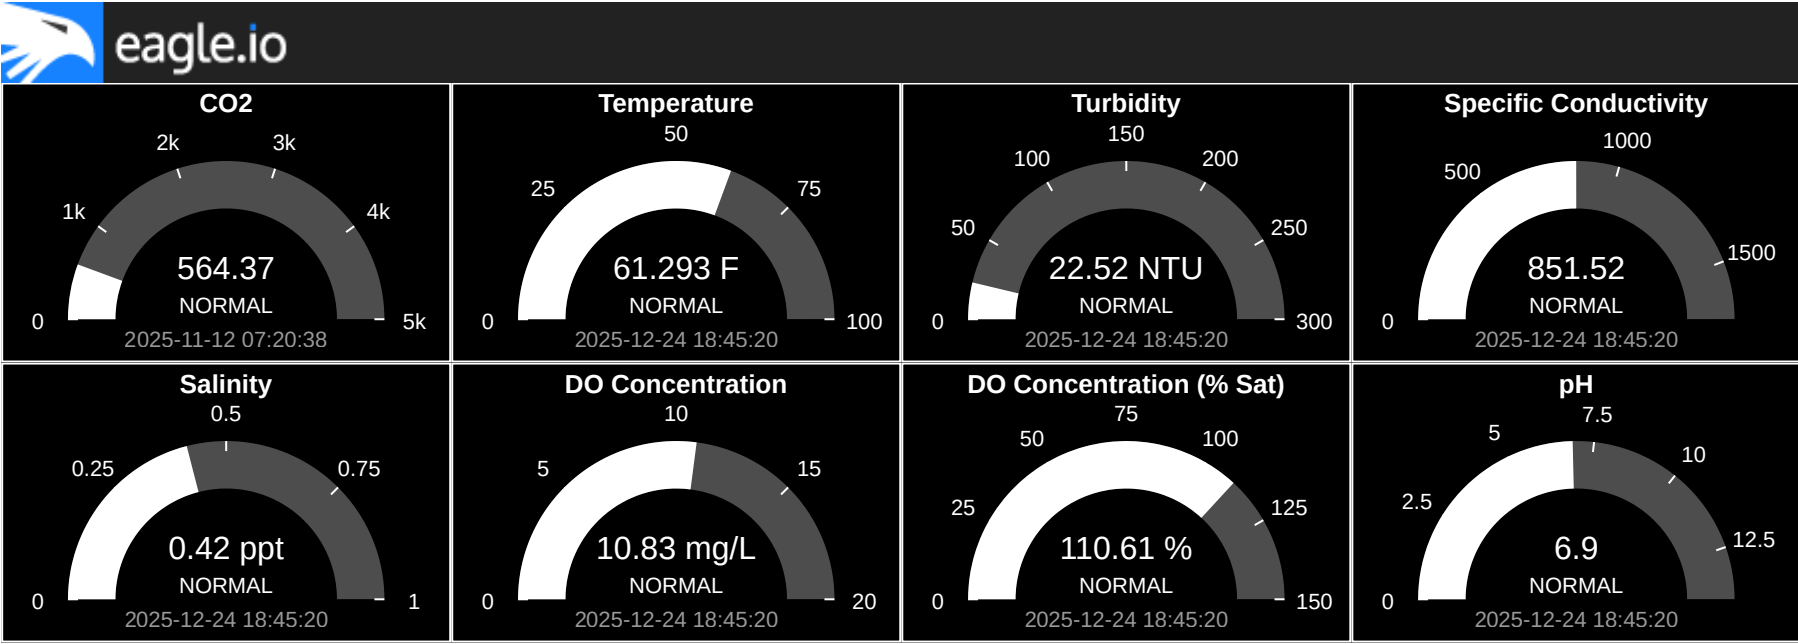 eagle.io
CO2
2k
3k
1k
4k
564.37
NORMAL
0
5k
2025-11-12 07:20:38
Temperature
50
25
75
61.293 F
NORMAL
0
100
2025-12-24 18:45:20
Turbidity
150
100
200
50
250
22.52 NTU
NORMAL
0
300
2025-12-24 18:45:20
Specific Conductivity
1000
500
1500
851.52
NORMAL
0
2025-12-24 18:45:20
Salinity
0.5
0.25
0.75
0.42 ppt
NORMAL
0
1
2025-12-24 18:45:20
DO Concentration
10
5
15
10.83 mg/L
NORMAL
0
20
2025-12-24 18:45:20
DO Concentration (% Sat)
75
50
100
25
125
110.61 %
NORMAL
0
150
2025-12-24 18:45:20
pH
7.5
5
10
2.5
12.5
6.9
NORMAL
0
2025-12-24 18:45:20